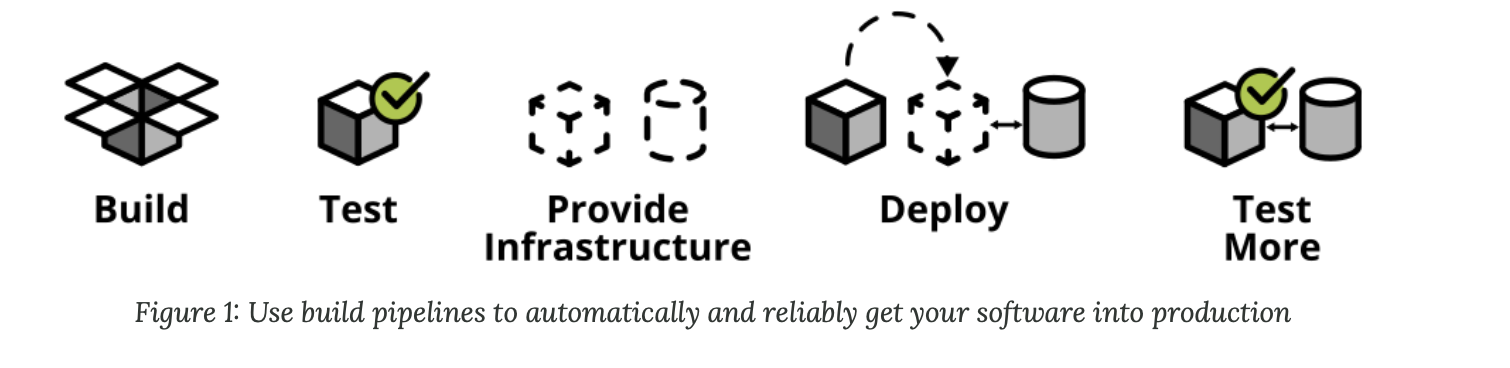 Build
Test
Provide
Infrastructure
Deploy
Test
More
Figure 1: Use build pipelines to automatically and reliably get your software into production